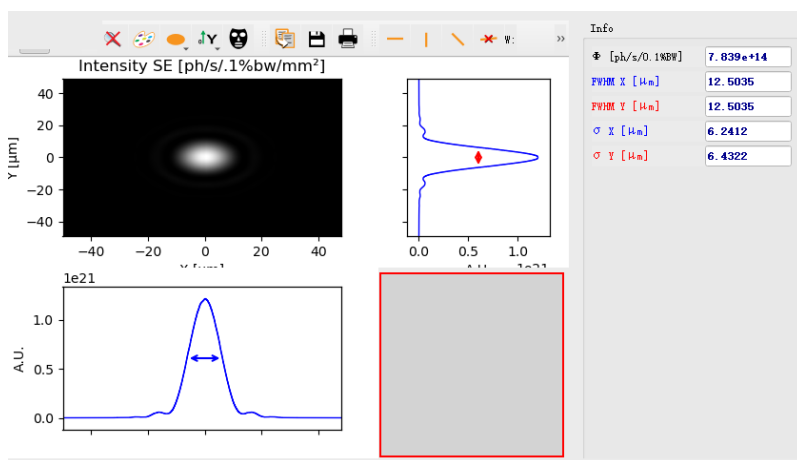 Y
W:
»
Intensity SE [ph/s/.1%bw/mm²]
Y [µm]
40
20
0
−20
−40
−40 −20 0 20 40
0.0 0.5 1.0
1e21
A.U.
1.0
0.5
0.0
Info
Φ [ph/s/0.1%BW] 7.839e+14
FWHM X [μm] 12.5035
FWHM Y [μm] 12.5035
σ X [μm] 6.2412
σ Y [μm] 6.4322